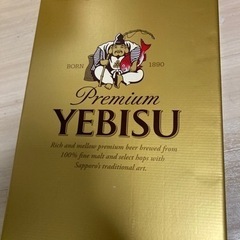 BORN 1890
Premium
YEBISU
Rich and mellow premium beer brewed from
100% fine malt and select hops with
Sapporo's traditional art.